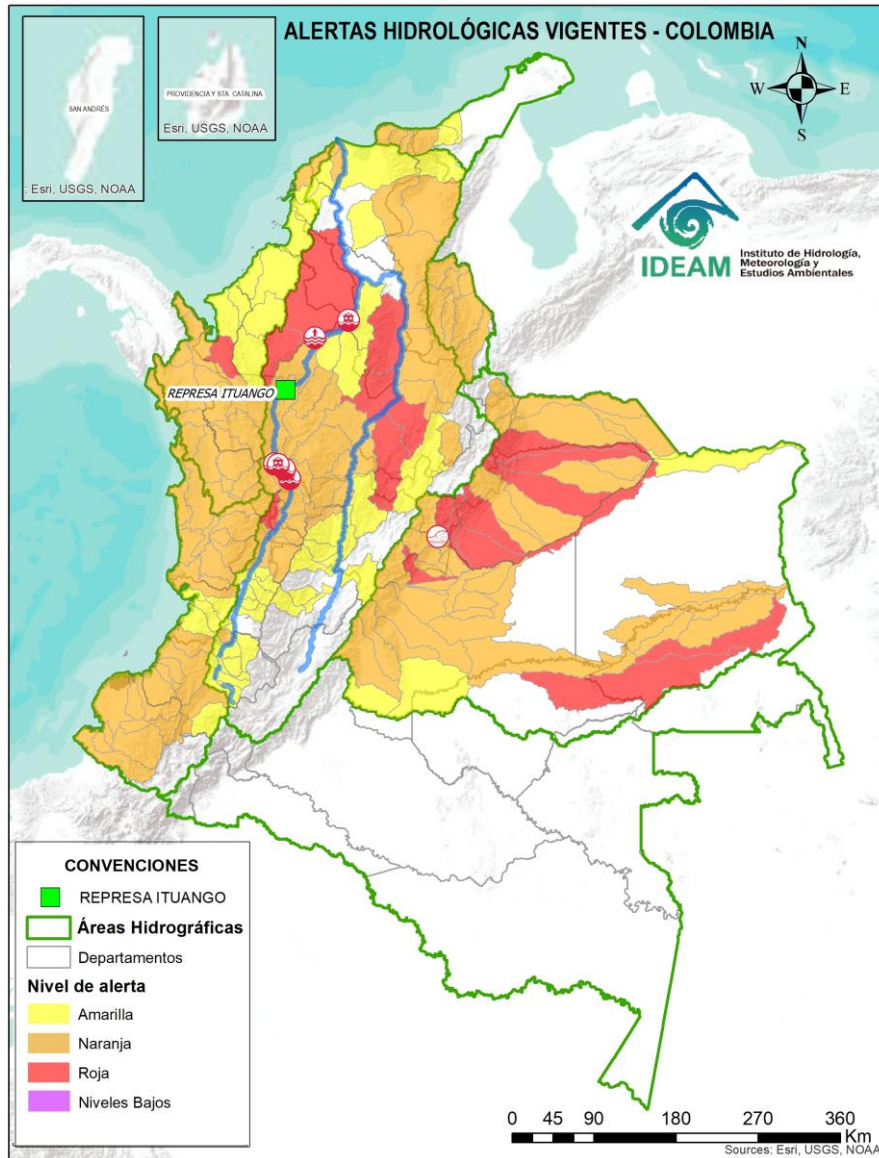 ALERTAS HIDROLÓGICAS VIGENTES - COLOMBIA
SAN ANDRÉS
: Esri, USGS, NOAA
PROVIDENCIA Y STA. CATALINA
Esri, USGS, NOAA
N
W
E
S
IDEAM
Instituto de Hidrología,
Meteorología y
Estudios Ambientales
REPRESA ITUANGO
CONVENCIONES
REPRESA ITUANGO
Áreas Hidrográficas
Departamentos
Nivel de alerta
Amarilla
Naranja
Roja
Niveles Bajos
0 45 90 180 270 360
Km
Sources: Esri, USGS, NOAA